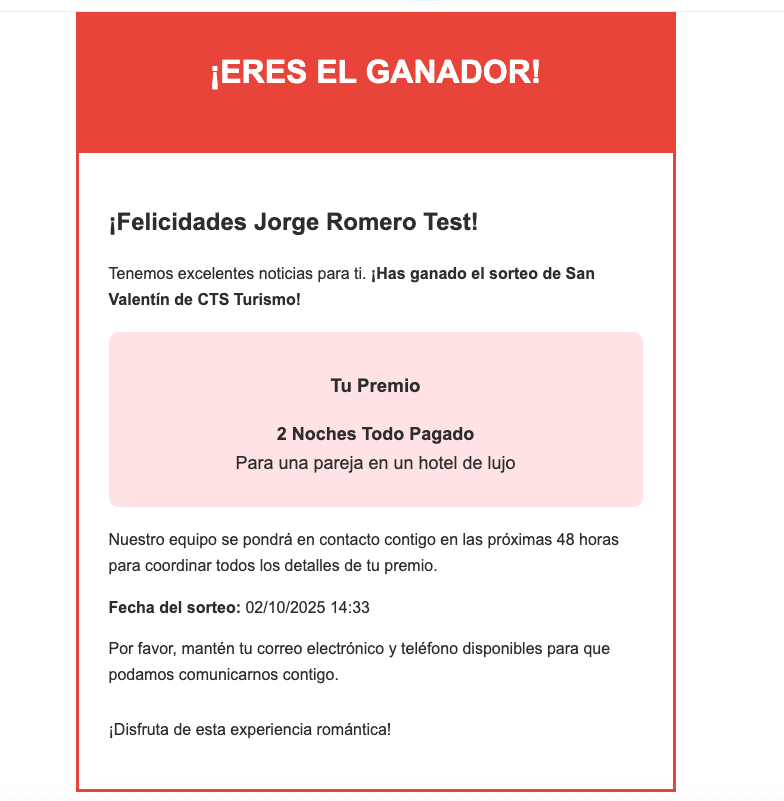 ¡ERES EL GANADOR!
¡Felicidades Jorge Romero Test!
Tenemos excelentes noticias para ti. ¡Has ganado el sorteo de San
Valentín de CTS Turismo!
Tu Premio
2 Noches Todo Pagado
Para una pareja en un hotel de lujo
Nuestro equipo se pondrá en contacto contigo en las próximas 48 horas
para coordinar todos los detalles de tu premio.
Fecha del sorteo: 02/10/2025 14:33
Por favor, mantén tu correo electrónico y teléfono disponibles para que
podamos comunicarnos contigo.
¡Disfruta de esta experiencia romántica!